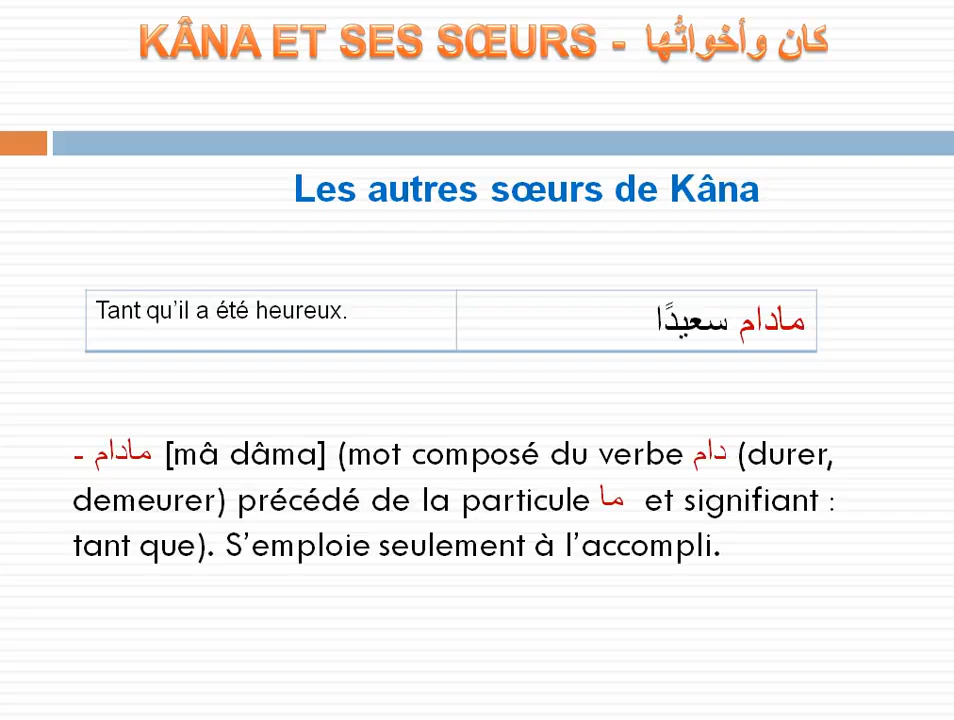 KÂNA ET SES SŒURS - كان وأخواتُها
Les autres sœurs de Kâna
Tant qu’il a été heureux.
مادام سعيدًا
- مادام [mâ dâma] (mot composé du verbe دام (durer,
demeurer) précédé de la particule ما et signifiant :
tant que). S’emploie seulement à l’accompli.